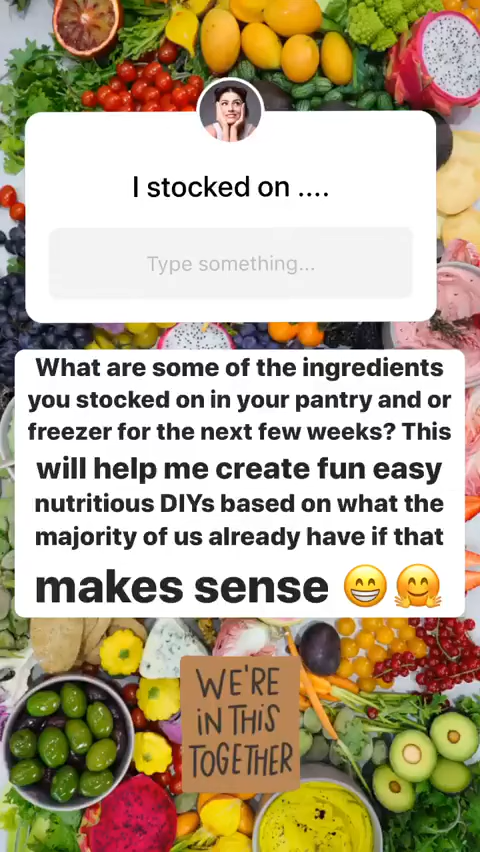 I stocked on ....
Type something...
What are some of the ingredients
you stocked on in your pantry and or
freezer for the next few weeks? This
will help me create fun easy
nutritious DIYs based on what the
majority of us already have if that
makes sense 😁🤗
WE'RE
IN THIS
TOGETHER